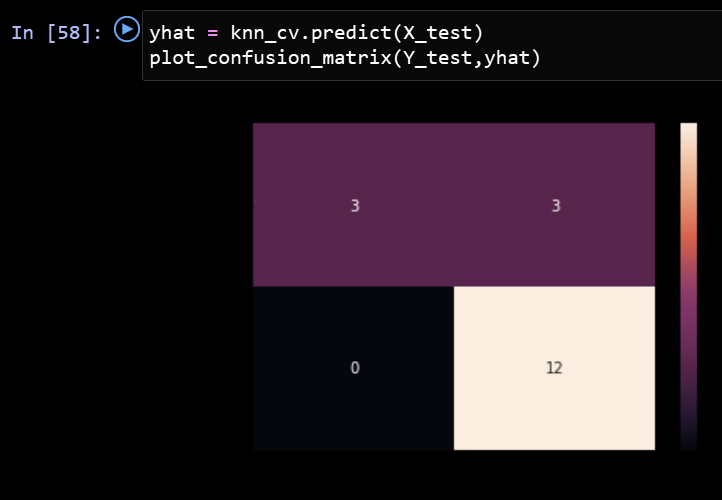 In [58]: yhat = knn_cv.predict(X_test)
plot_confusion_matrix(Y_test,yhat)
3 3
0 12